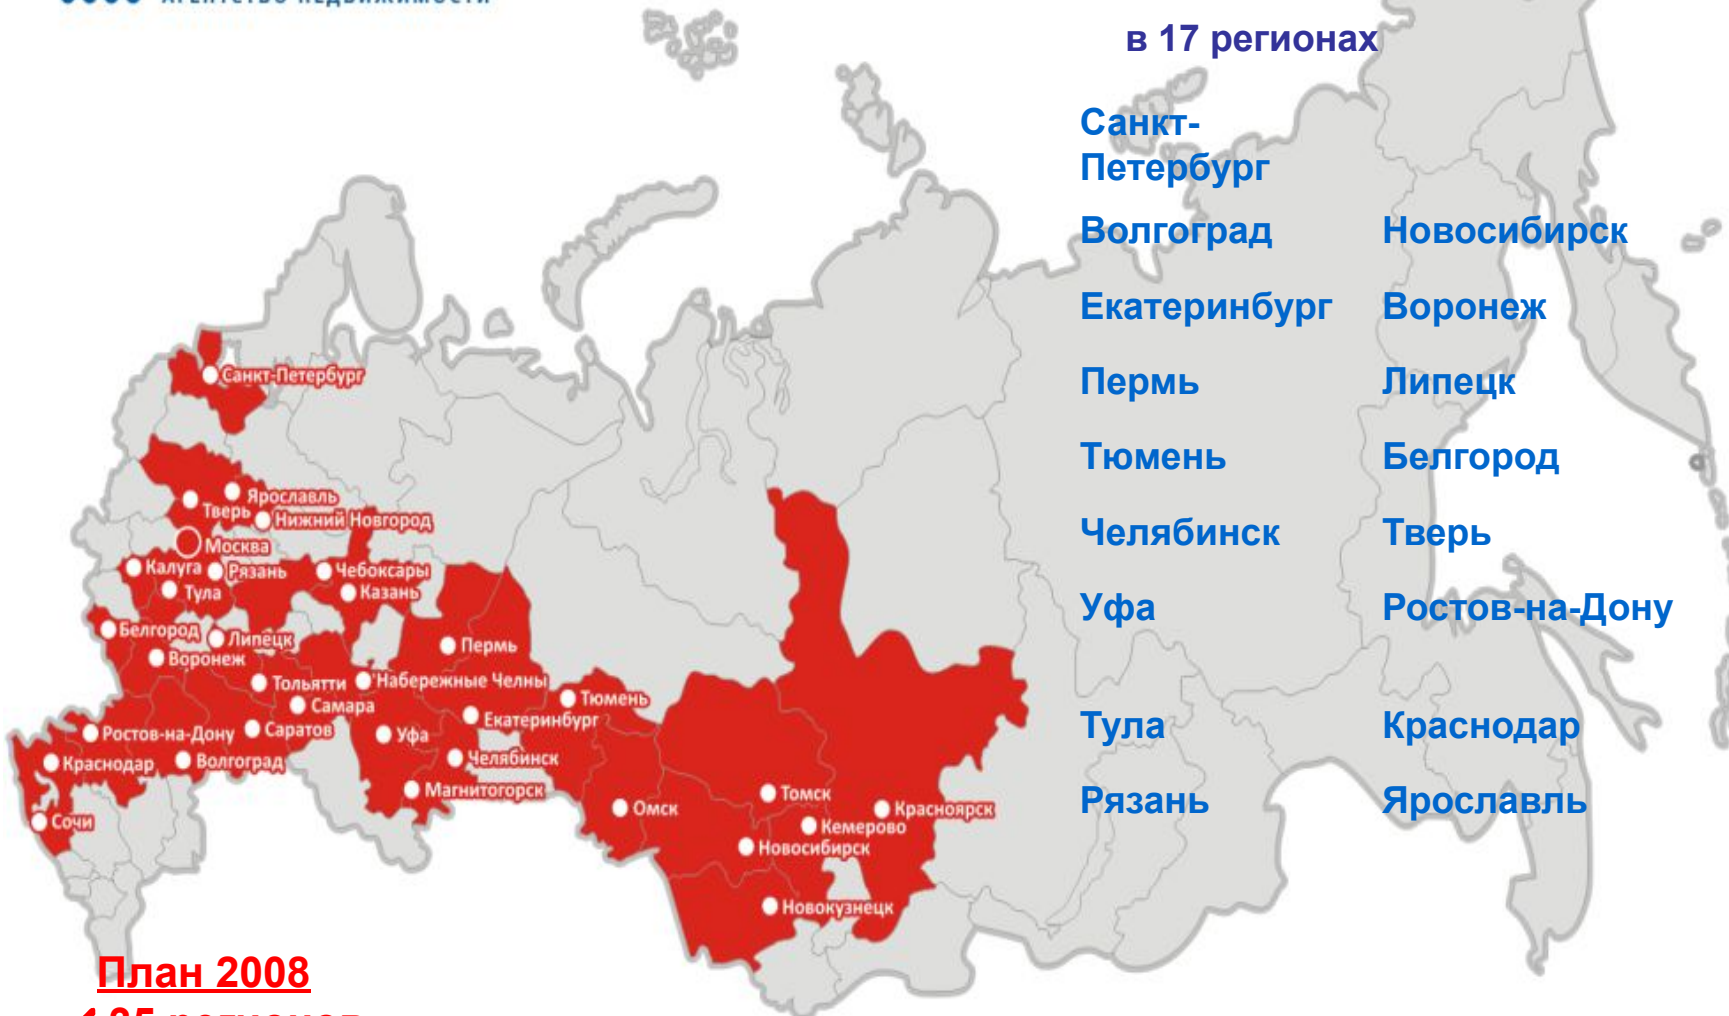 АГЕНТСТВО НЕДВИЖИМОСТИ
в 17 регионах
Санкт-
Петербург
Волгоград
Новосибирск
Екатеринбург
Воронеж
Пермь
Липецк
Тюмень
Белгород
Челябинск
Тверь
Уфа
Ростов-на-Дону
Тула
Краснодар
Рязань
Ярославль
Санкт-Петербург
Ярославль
Тверь
Нижний Новгород
Москва
Калуга
Рязань
Чебоксары
Тула
Казань
Белгород
Липецк
Воронеж
Пермь
Тольятти
Набережные Челны
Самара
Тюмень
Екатеринбург
Ростов-на-Дону
Саратов
Уфа
Краснодар
Волгоград
Челябинск
Магнитогорск
Сочи
Омск
Томск
Красноярск
Кемерово
Новосибирск
Новокузнецк
План 2008
регионов